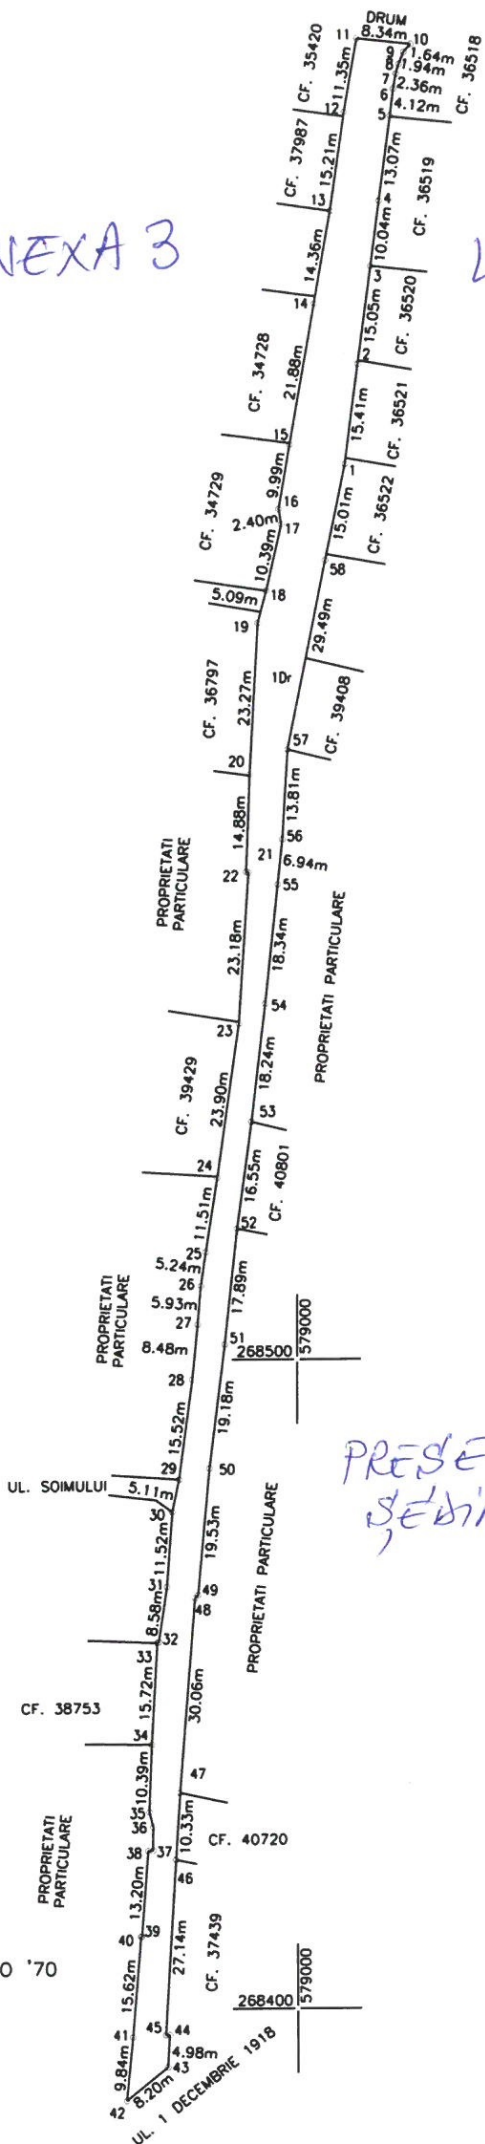 DRUM
11
8.34m
10
9
1.64m
8
1.94m
7
2.36m
6
4.12m
5
CF. 36518
CF. 35420
11.35m
12
13.07m
CF. 37987
15.21m
4
CF. 36519
10.04m
13
3
14.36m
15.05m
CF. 36520
14
2
CF. 34728
21.88m
15.41m
CF. 36521
15
1
9.99m
CF. 36522
15.01m
16
CF. 34729
2.40m
17
10.39m
58
18
5.09m
19
29.49m
1Dr
CF. 36797
23.27m
CF. 39408
57
20
13.81m
14.88m
56
21
6.94m
22
55
PROPRIETATI
PARTICULARE
23.18m
18.34m
54
PROPRIETATI PARTICULARE
23
18.24m
CF. 39429
23.90m
53
24
16.55m
CF. 40801
11.51m
52
25
5.24m
26
17.89m
5.93m
27
PROPRIETATI
PARTICULARE
8.48m
51
268500
579000
28
19.18m
15.52m
29
50
UL. SOIMULUI
5.11m
30
19.53m
11.52m
PROPRIETATI PARTICULARE
31
49
48
8.58m
32
33
15.72m
30.06m
CF. 38753
34
10.39m
47
35
36
10.33m
CF. 40720
37
38
46
PROPRIETATI
PARTICULARE
13.20m
27.14m
CF. 37439
39
40
O '70
15.62m
268400
579000
41
45
44
4.98m
43
9.84m
8.20m
42
UL. 1 DECEMBRIE 1918
NEXA 3
PRESE
ȘEDIN